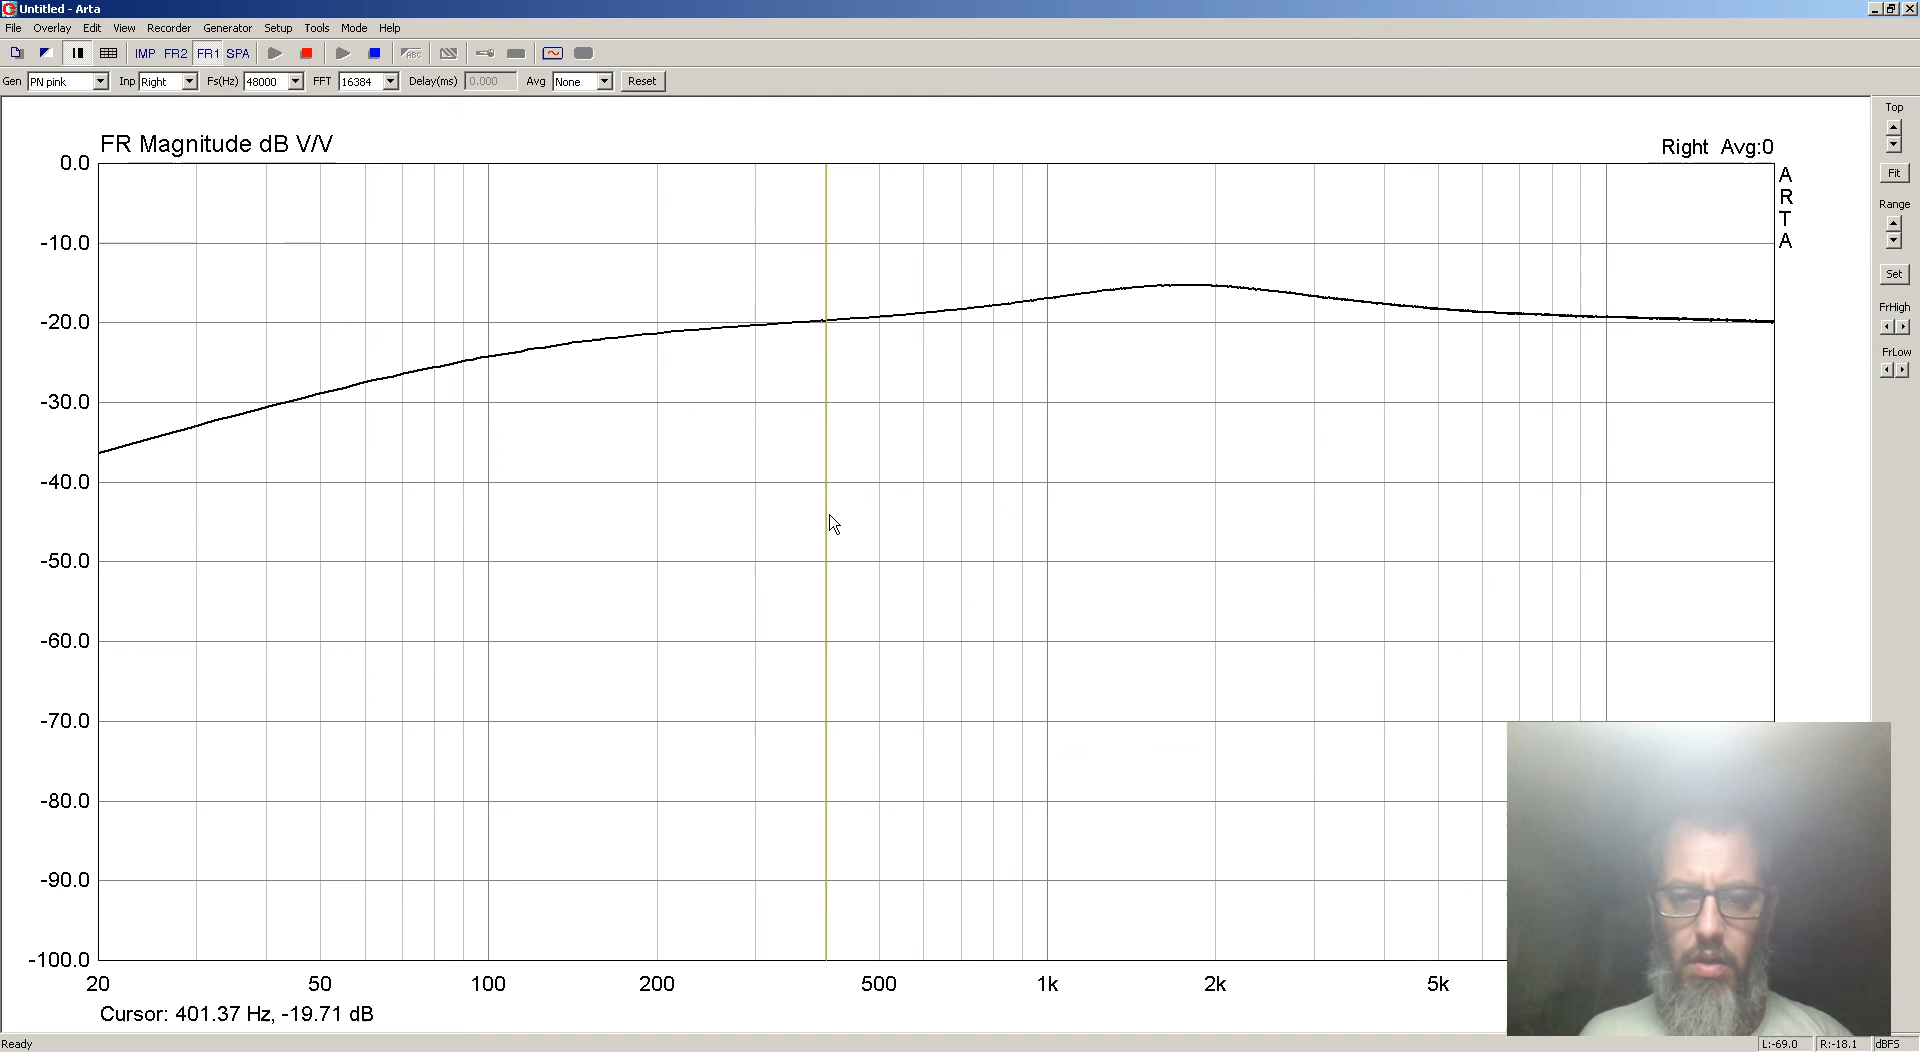 Untitled - Arta
File Overlay Edit View Recorder Generator Setup Tools Mode Help
IMP FR2 FR1 SPA ABC
Gen PN pink Inp Right Fs(Hz) 48000 FFT 16384 Delay(ms) 0.000 Avg None Reset
FR Magnitude dB V/V
Right Avg:0
A
R
T
A
0.0
-10.0
-20.0
-30.0
-40.0
-50.0
-60.0
-70.0
-80.0
-90.0
-100.0
20 50 100 200 500 1k 2k 5k
Cursor: 401.37 Hz, -19.71 dB
Top
Fit
Range
Set
FrHigh
FrLow
Ready
L:-69.0 R:-18.1 dBFS